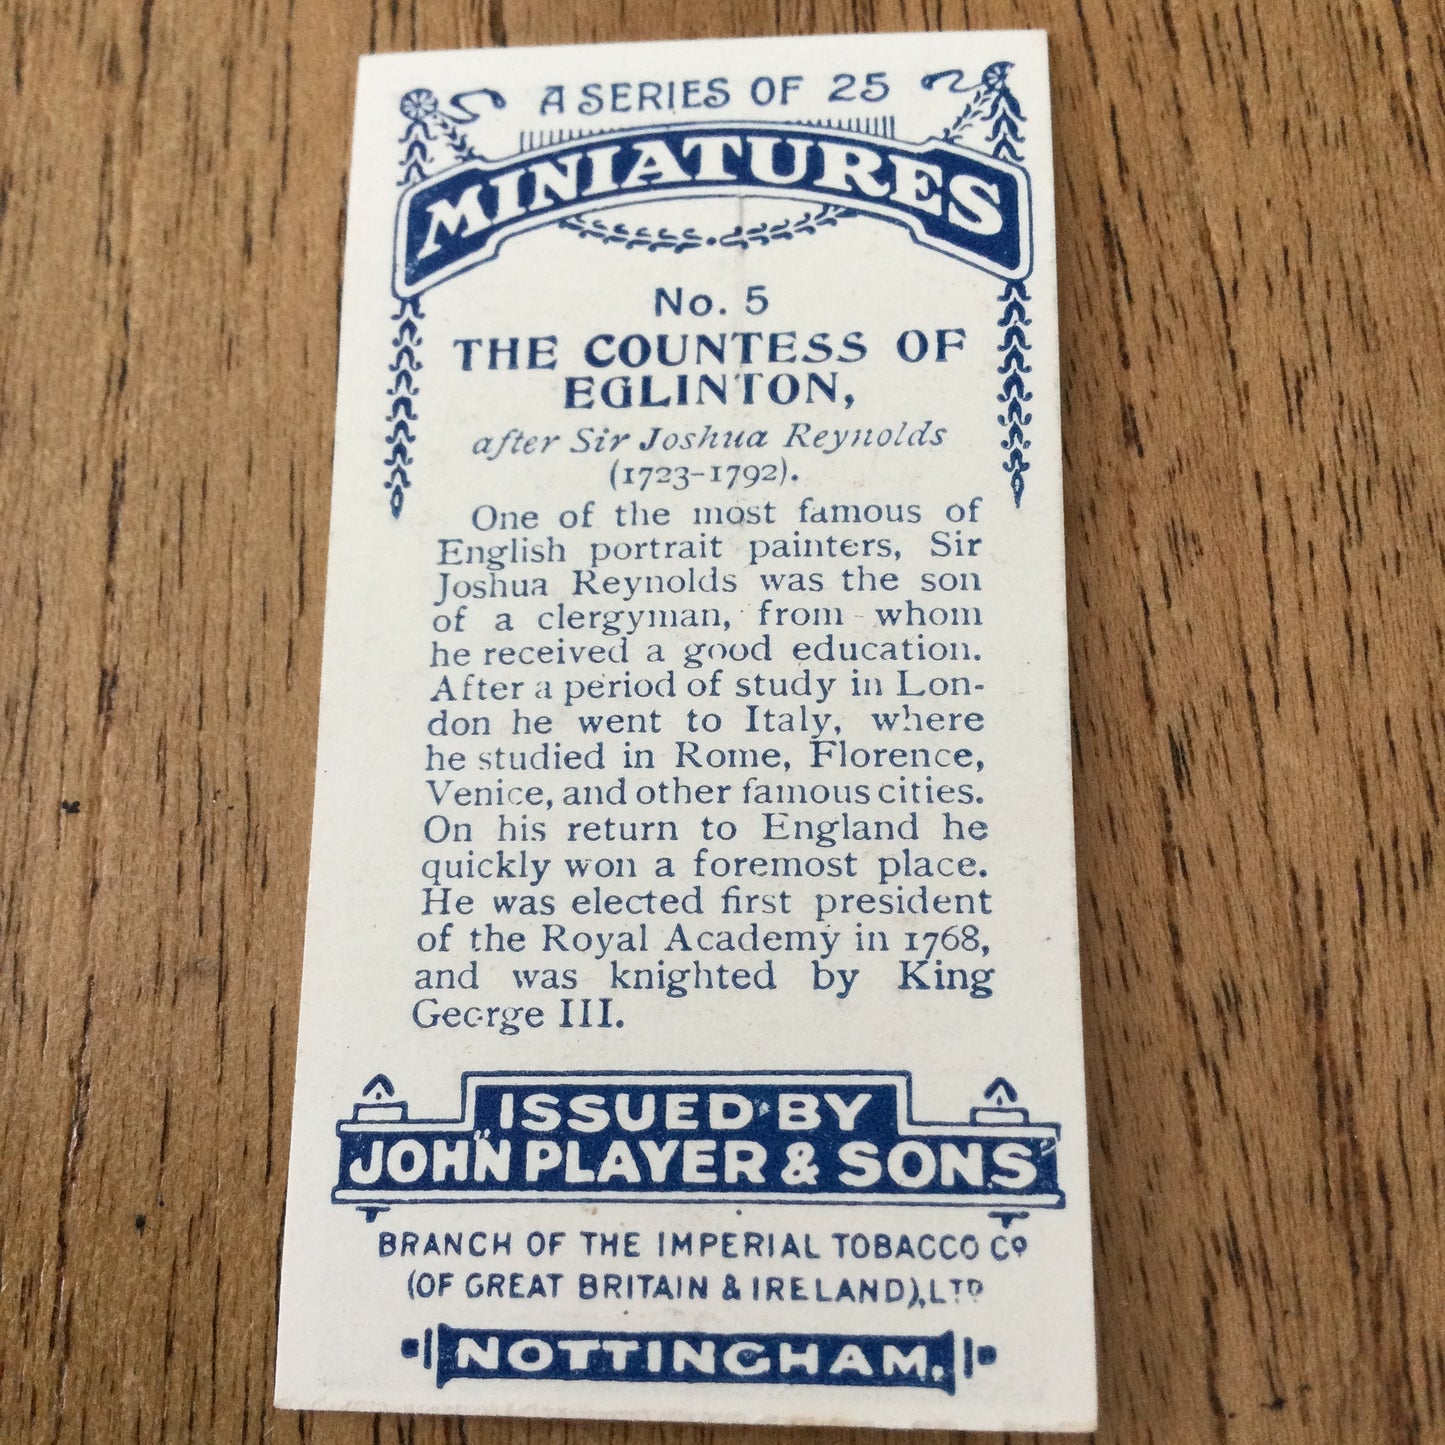 A SERIES OF 25
MINIATURES
No. 5
THE COUNTESS OF
EGLINTON,
after Sir Joshua Reynolds
(1723-1792).
One of the most famous of
English portrait painters, Sir
Joshua Reynolds was the son
of a clergyman, from whom
he received a good education.
After a period of study in Lon-
don he went to Italy, where
he studied in Rome, Florence,
Venice, and other famous cities.
On his return to England he
quickly won a foremost place.
He was elected first president
of the Royal Academy in 1768,
and was knighted by King
George III.
ISSUED BY
JOHN PLAYER & SONS
BRANCH OF THE IMPERIAL TOBACCO Co
(OF GREAT BRITAIN & IRELAND), LTD
NOTTINGHAM.